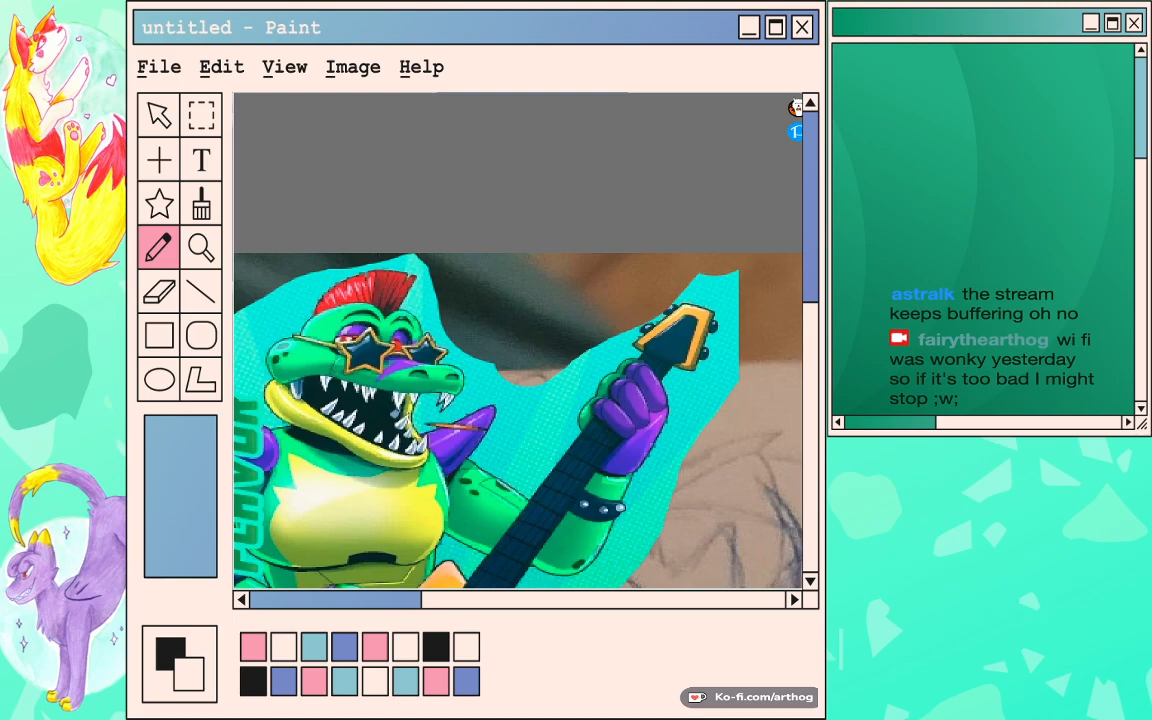 untitled - Paint
File Edit View Image Help
T
astralk the stream
keeps buffering oh no
fairythearthog wi fi
was wonky yesterday
so if it's too bad I might
stop ;w;
Ko-fi.com/arthog